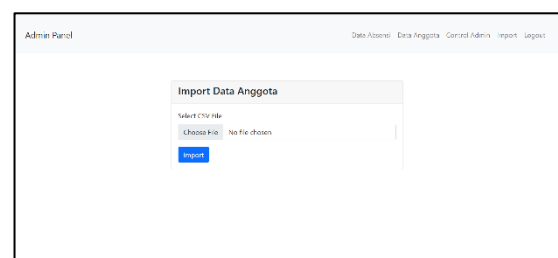 Admin Panel
Data Absensi Data Anggota Control Admin Import Logout
Import Data Anggota
Select CSV File
Choose File No file chosen
Import